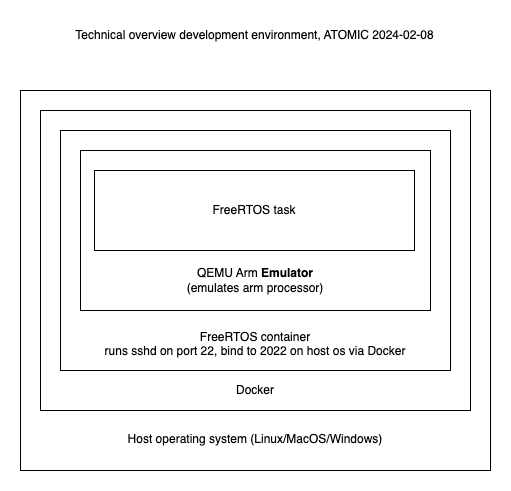 Technical overview development environment, ATOMIC 2024-02-08
FreeRTOS task
QEMU Arm Emulator
(emulates arm processor)
FreeRTOS container
runs sshd on port 22, bind to 2022 on host os via Docker
Docker
Host operating system (Linux/MacOS/Windows)